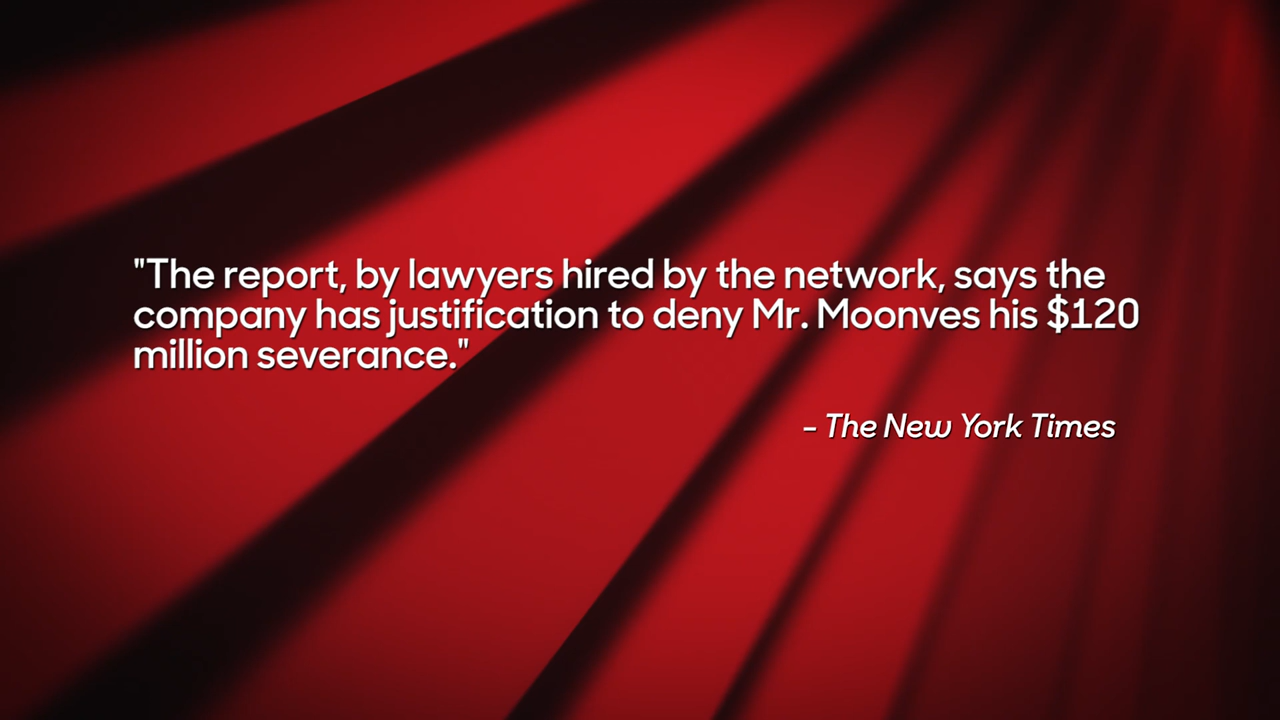 "The report, by lawyers hired by the network, says the
company has justification to deny Mr. Moonves his $120
million severance."
– The New York Times